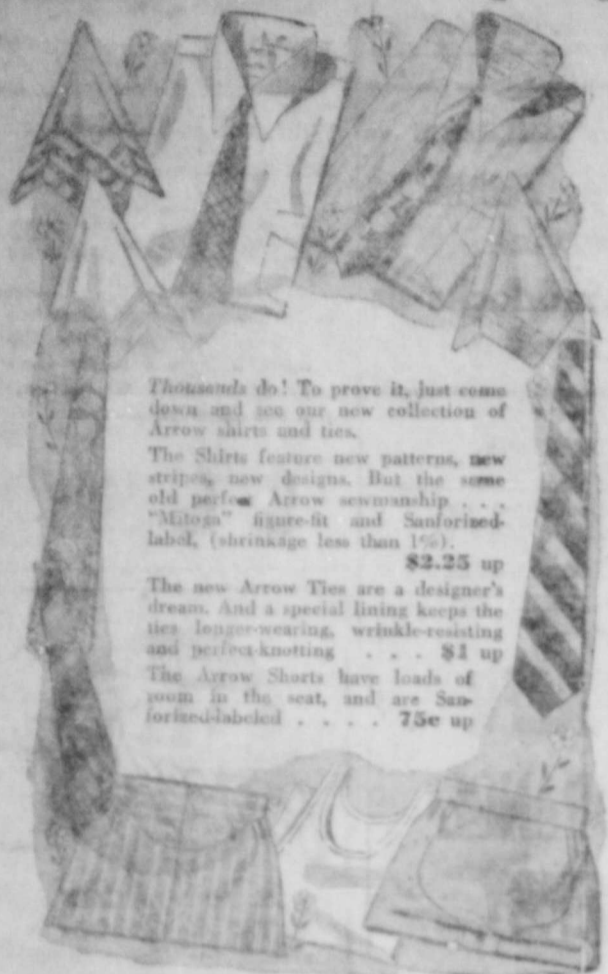 Thousands do! To prove it, just come
down and see our new collection of
Arrow shirts and ties.
The Shirts feature new patterns, new
stripes, new designs. But the same
old perfect Arrow sewmanship . . .
"Mitoga" figure-fit and Sanforized-
label, (shrinkage less than 1%).
$2.25 up
The new Arrow Ties are a designer's
dream. And a special lining keeps the
ties longer-wearing, wrinkle-resisting
and perfect-knotting . . . $1 up
The Arrow Shorts have loads of
room in the seat, and are San-
forized-labeled . . . . 75c up